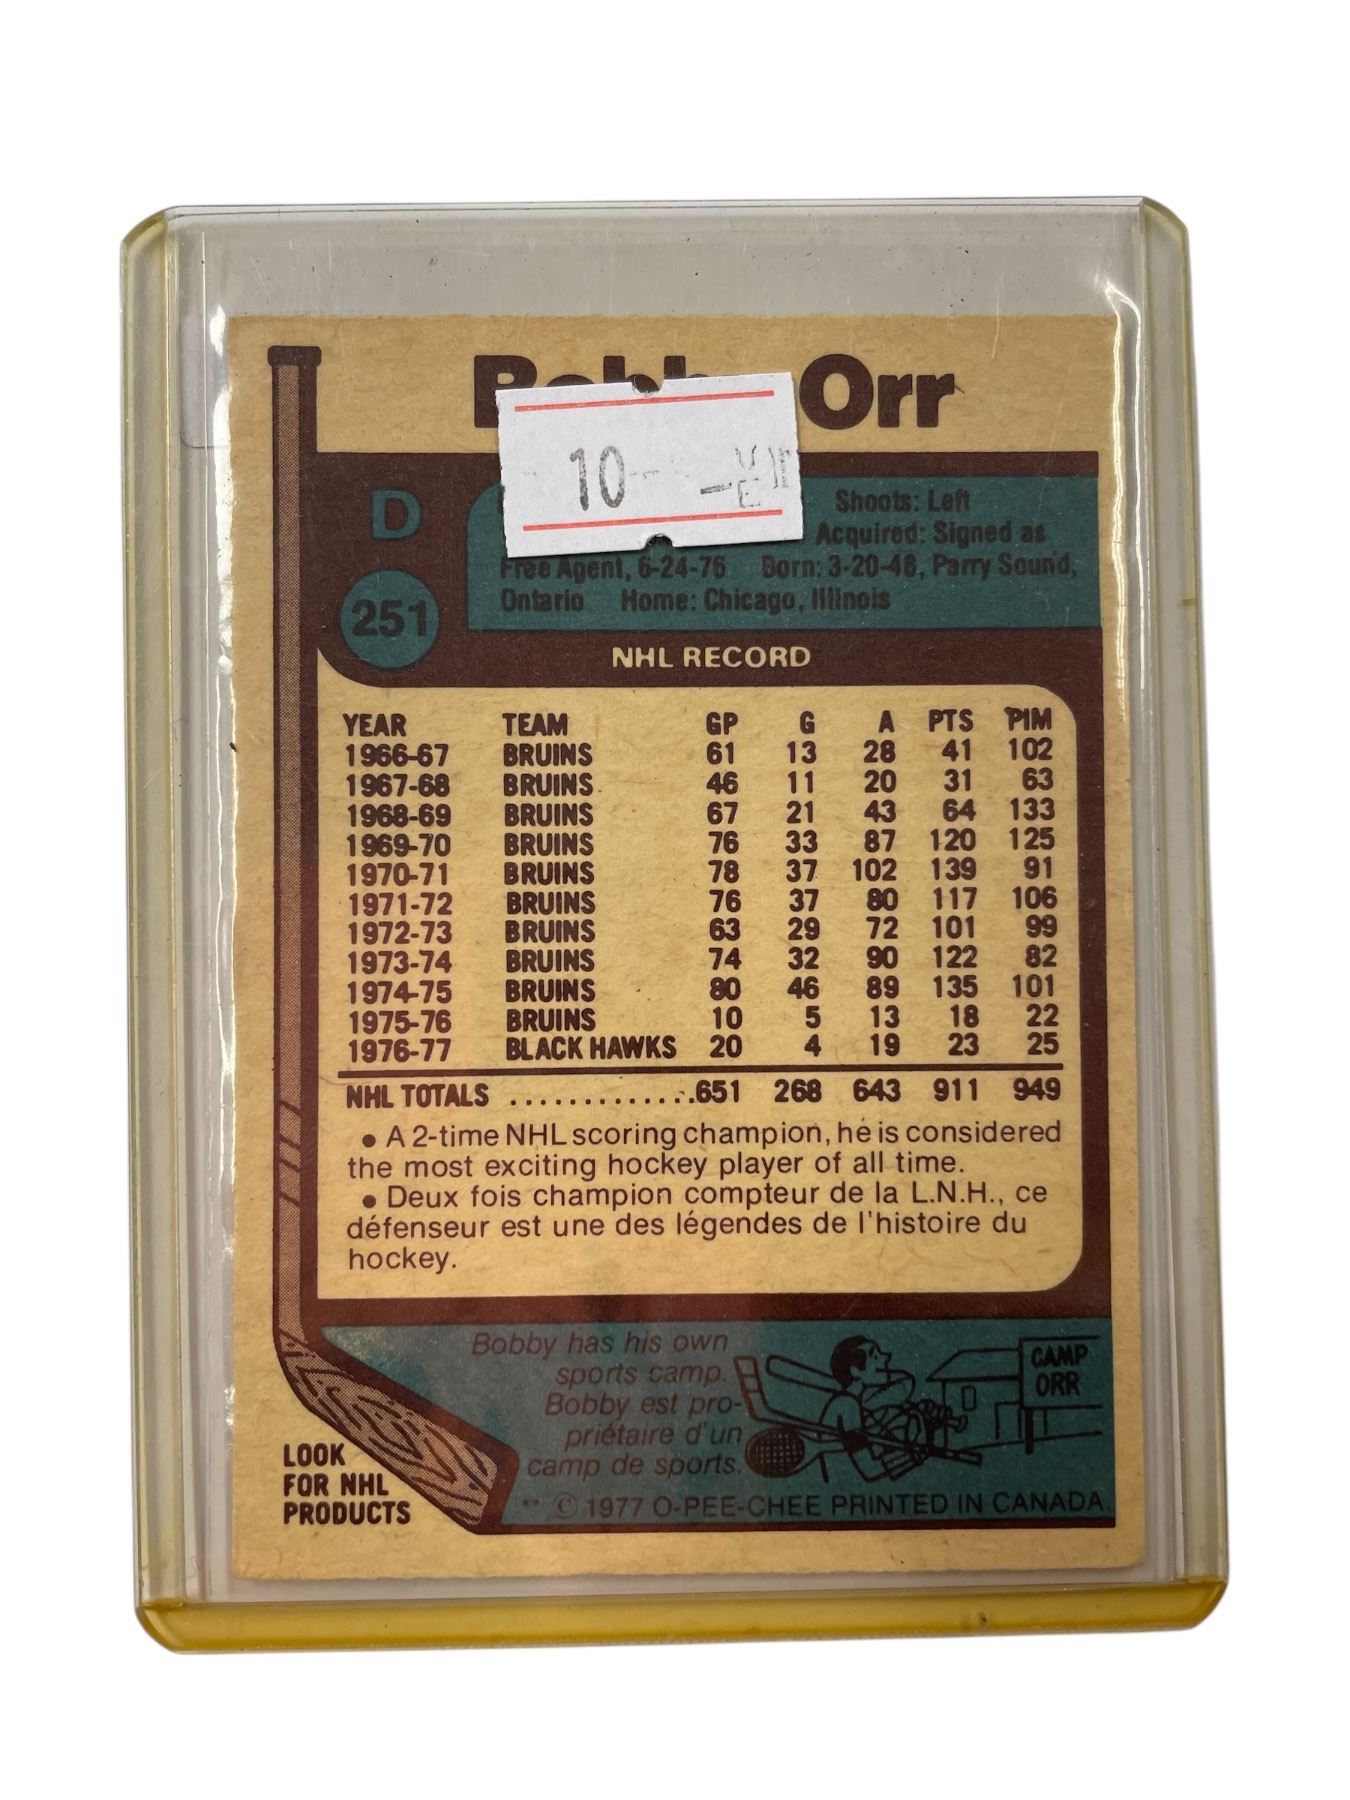 Orr
10
D
Shoots: Left
Acquired: Signed as
Free Agent, 6-24-76 Born: 3-20-48, Parry Sound,
251
Ontario Home: Chicago, Illinois
NHL RECORD
YEAR TEAM GP G A PTS PIM
1966-67 BRUINS 61 13 28 41 102
1967-68 BRUINS 46 11 20 31 63
1968-69 BRUINS 67 21 43 64 133
1969-70 BRUINS 76 33 87 120 125
1970-71 BRUINS 78 37 102 139 91
1971-72 BRUINS 76 37 80 117 106
1972-73 BRUINS 63 29 72 101 99
1973-74 BRUINS 74 32 90 122 82
1974-75 BRUINS 80 46 89 135 101
1975-76 BRUINS 10 5 13 18 22
1976-77 BLACK HAWKS 20 4 19 23 25
NHL TOTALS .............651 268 643 911 949
● A 2-time NHL scoring champion, he is considered
the most exciting hockey player of all time.
● Deux fois champion compteur de la L.N.H., ce
défenseur est une des légendes de l'histoire du
hockey.
Bobby has his own
sports camp.
Bobby est pro-
priétaire d'un
camp de sports.
CAMP
ORR
LOOK
FOR NHL
PRODUCTS
** © 1977 O-PEE-CHEE PRINTED IN CANADA